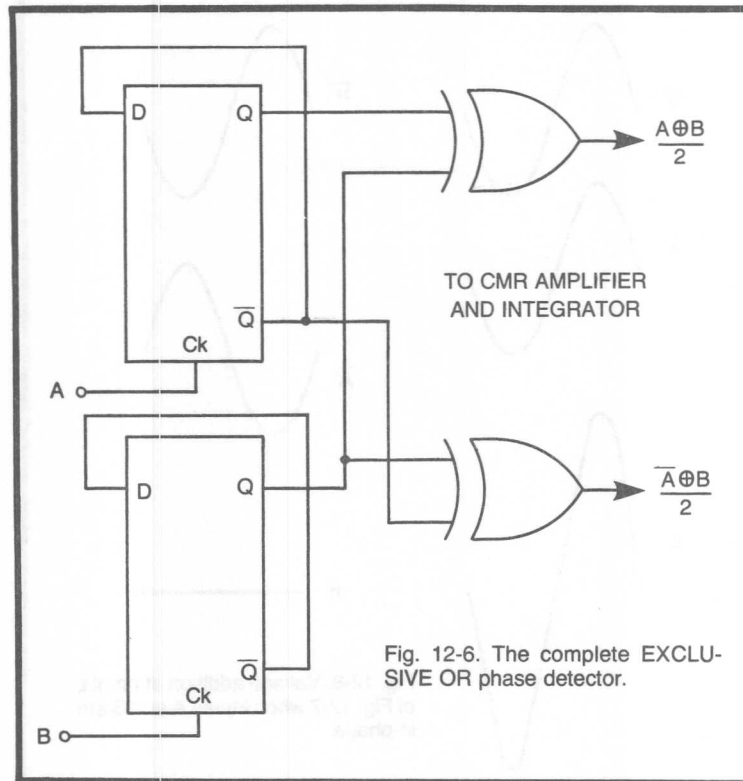 D
Q
A⊕B
2
TO CMR AMPLIFIER
AND INTEGRATOR
Q̅
Ck
A
D
Q
A̅⊕B
2
Q̅
Ck
B
Fig. 12-6. The complete EXCLU-
SIVE OR phase detector.